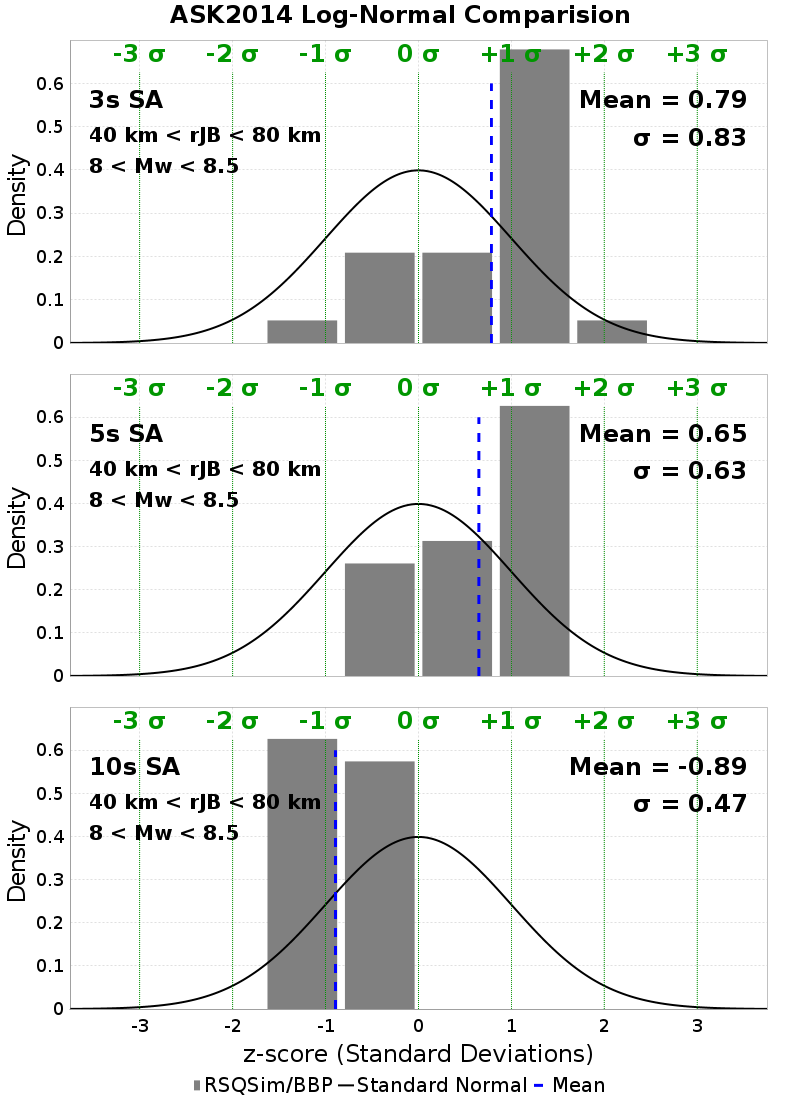 ASK2014 Log-Normal Comparision
-3 σ -2 σ -1 σ 0 σ +1 σ +2 σ +3 σ
3s SA
40 km < rJB < 80 km
8 < Mw < 8.5
Mean = 0.79
σ = 0.83
Density
0.6
0.5
0.4
0.3
0.2
0.1
0
-3 σ -2 σ -1 σ 0 σ +1 σ +2 σ +3 σ
5s SA
40 km < rJB < 80 km
8 < Mw < 8.5
Mean = 0.65
σ = 0.63
Density
0.6
0.5
0.4
0.3
0.2
0.1
0
-3 σ -2 σ -1 σ 0 σ +1 σ +2 σ +3 σ
10s SA
40 km < rJB < 80 km
8 < Mw < 8.5
Mean = -0.89
σ = 0.47
Density
0.6
0.5
0.4
0.3
0.2
0.1
0
-3 -2 -1 0 1 2 3
z-score (Standard Deviations)
RSQSim/BBP Standard Normal Mean